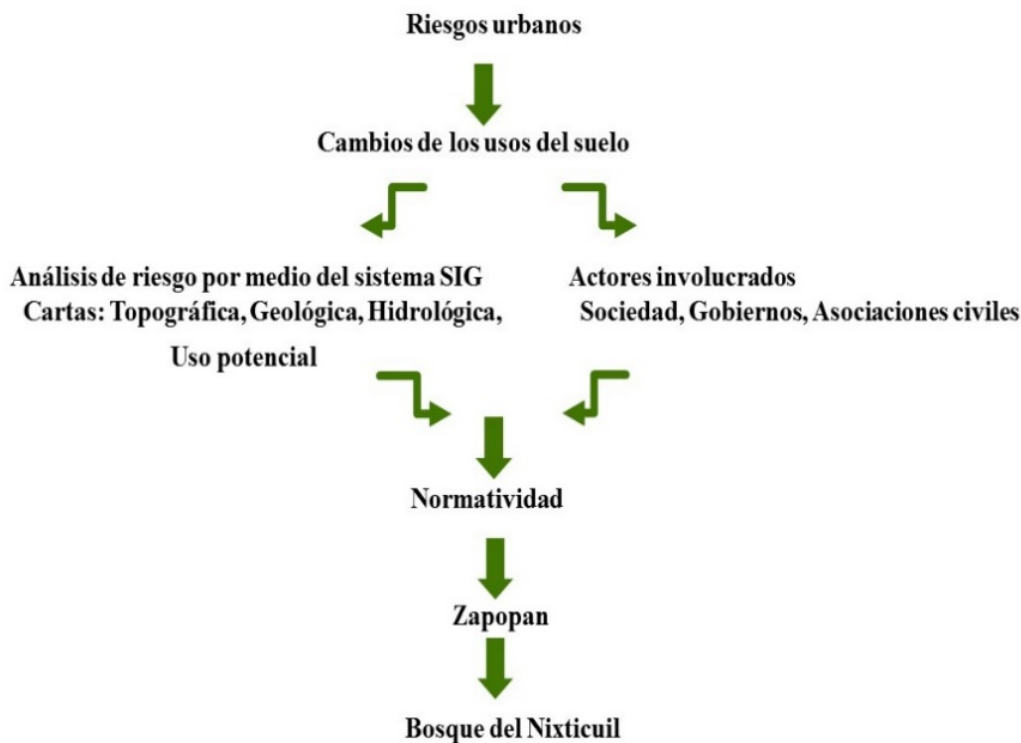 Riesgos urbanos
Cambios de los usos del suelo
Análisis de riesgo por medio del sistema SIG
Cartas: Topográfica, Geológica, Hidrológica,
Uso potencial
Actores involucrados
Sociedad, Gobiernos, Asociaciones civiles
Normatividad
Zapopan
Bosque del Nixticuil